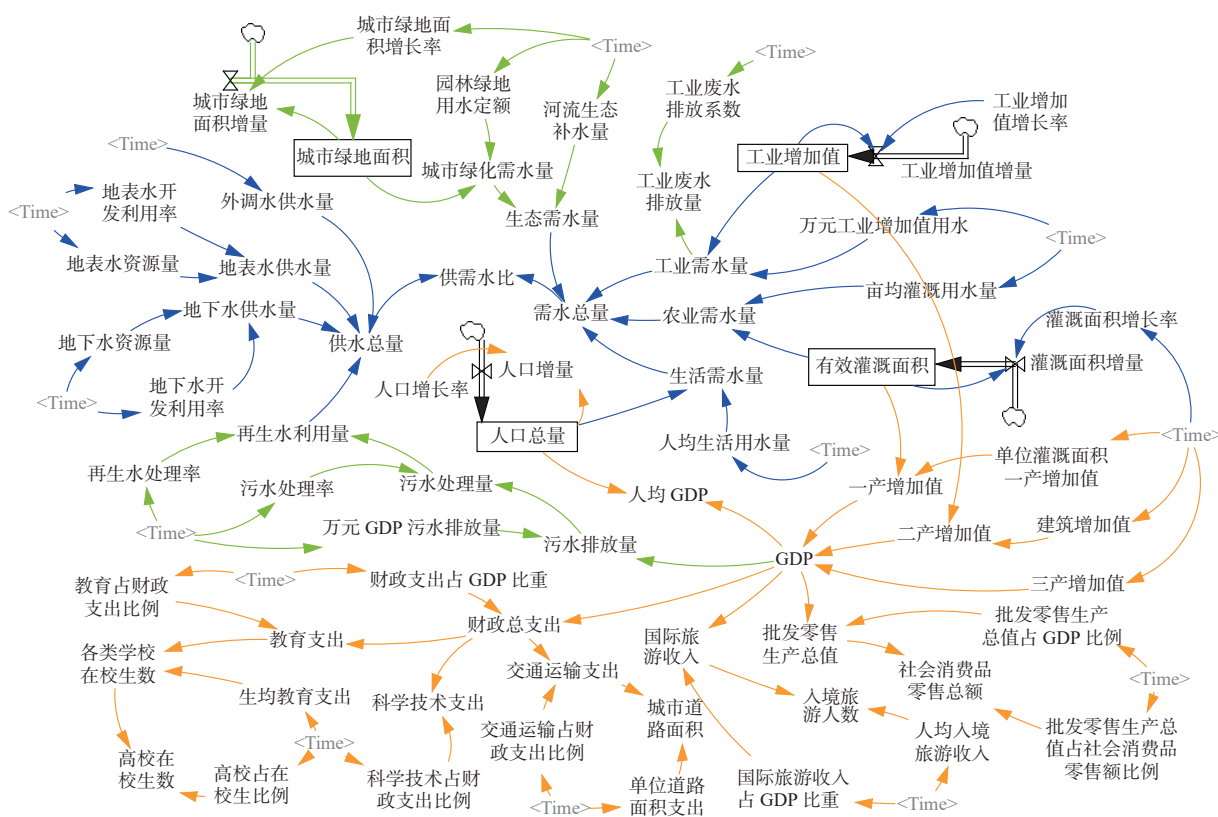 城市绿地面
积增长率
<Time>
<Time>
园林绿地
用水定额
工业废水
排放系数
城市绿地
面积增量
河流生态
补水量
工业增加
值增长率
<Time>
城市绿地面积
工业增加值
工业增加值增量
城市绿化需水量
地表水开
发利用率
外调水供水量
工业废水
排放量
<Time>
生态需水量
万元工业增加值用水
<Time>
地表水资源量
地表水供水量
供需水比
工业需水量
亩均灌溉用水量
地下水供水量
需水总量
农业需水量
灌溉面积增长率
地下水资源量
供水总量
人口增长率
人口增量
生活需水量
有效灌溉面积
灌溉面积增量
<Time>
地下水开
发利用率
再生水利用量
人口总量
人均生活用水量
<Time>
<Time>
再生水处理率
污水处理率
污水处理量
人均 GDP
一产增加值
单位灌溉面积
一产增加值
<Time>
万元 GDP 污水排放量
污水排放量
二产增加值
建筑增加值
GDP
三产增加值
教育占财政
支出比例
<Time>
财政支出占 GDP 比重
教育支出
财政总支出
国际旅
游收入
批发零售
生产总值
批发零售生产
总值占 GDP 比例
各类学校
在校生数
交通运输支出
社会消费品
零售总额
<Time>
生均教育支出
科学技术支出
城市道
路面积
入境旅
游人数
<Time>
交通运输占财
政支出比例
人均入境
旅游收入
批发零售生产总
值占社会消费品
零售额比例
高校在
校生数
高校占在
校生比例
科学技术占财
政支出比例
<Time>
单位道路
面积支出
国际旅游收入
占 GDP 比重
<Time>